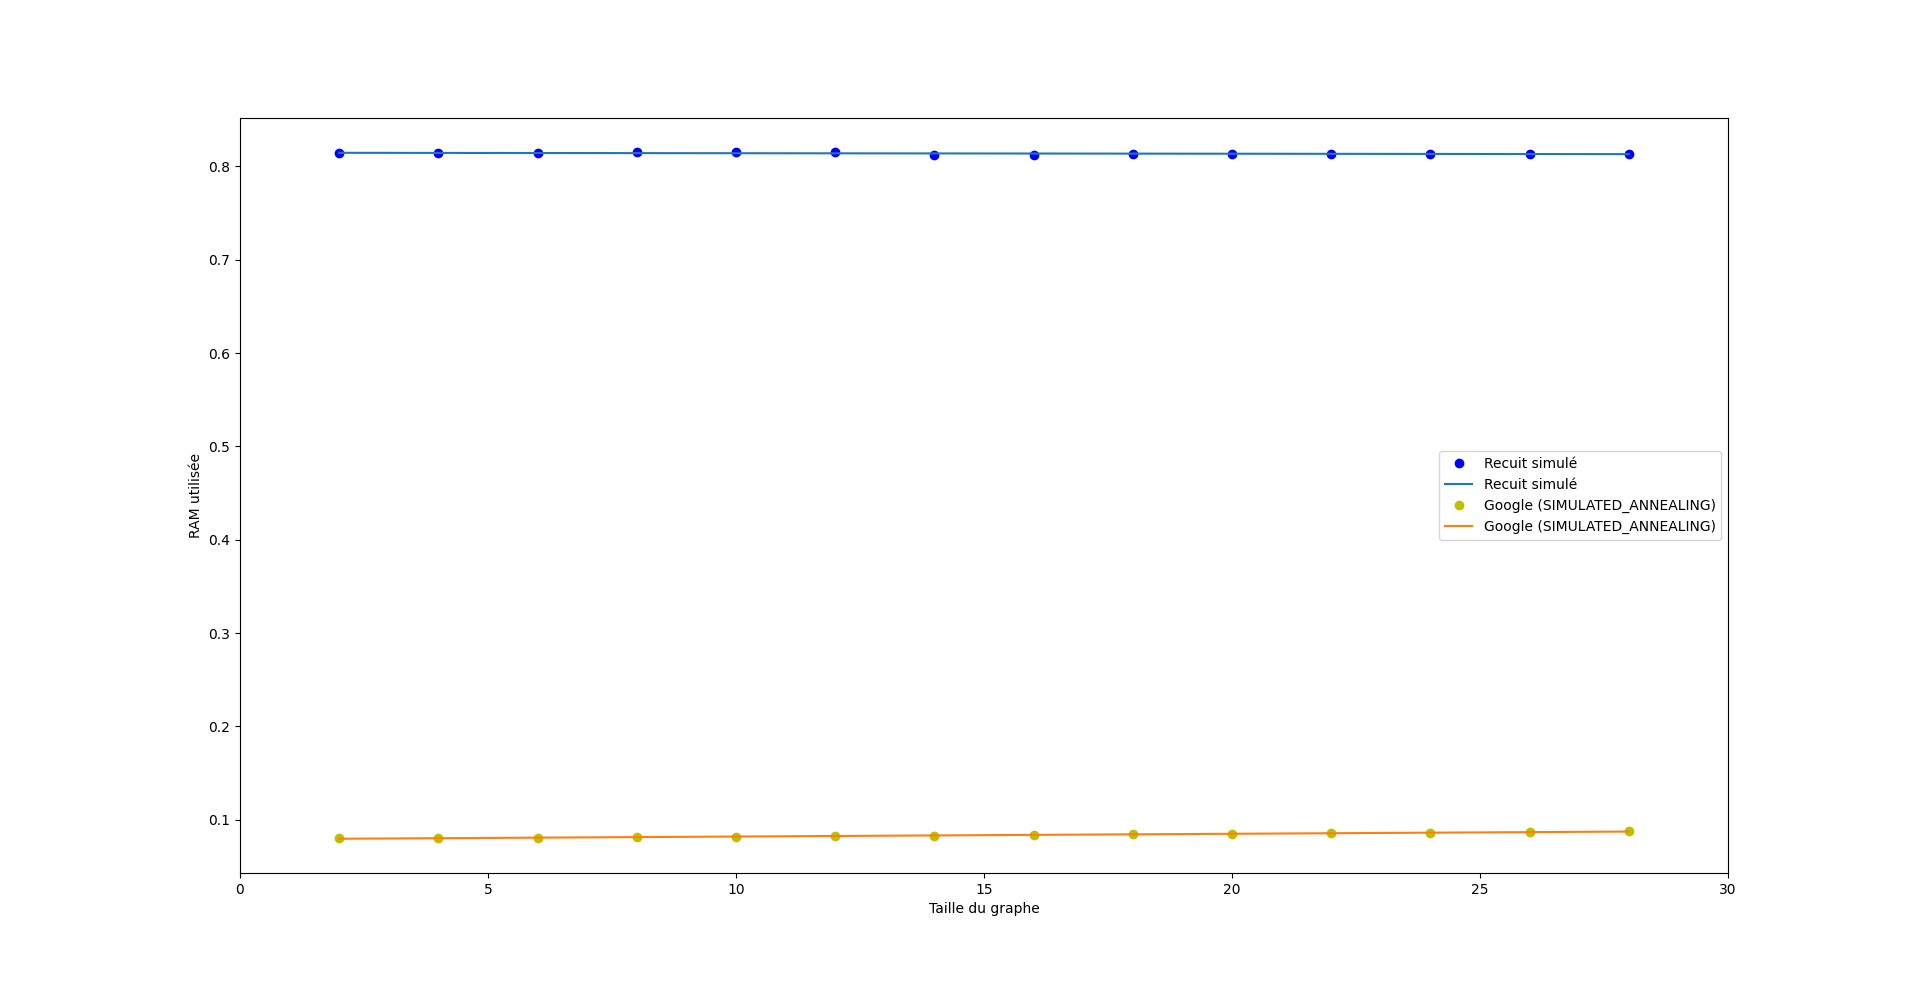 0.8
0.7
0.6
0.5
0.4
0.3
0.2
0.1
RAM utilisée
Recuit simulé
Recuit simulé
Google (SIMULATED_ANNEALING)
Google (SIMULATED_ANNEALING)
0 5 10 15 20 25 30
Taille du graphe